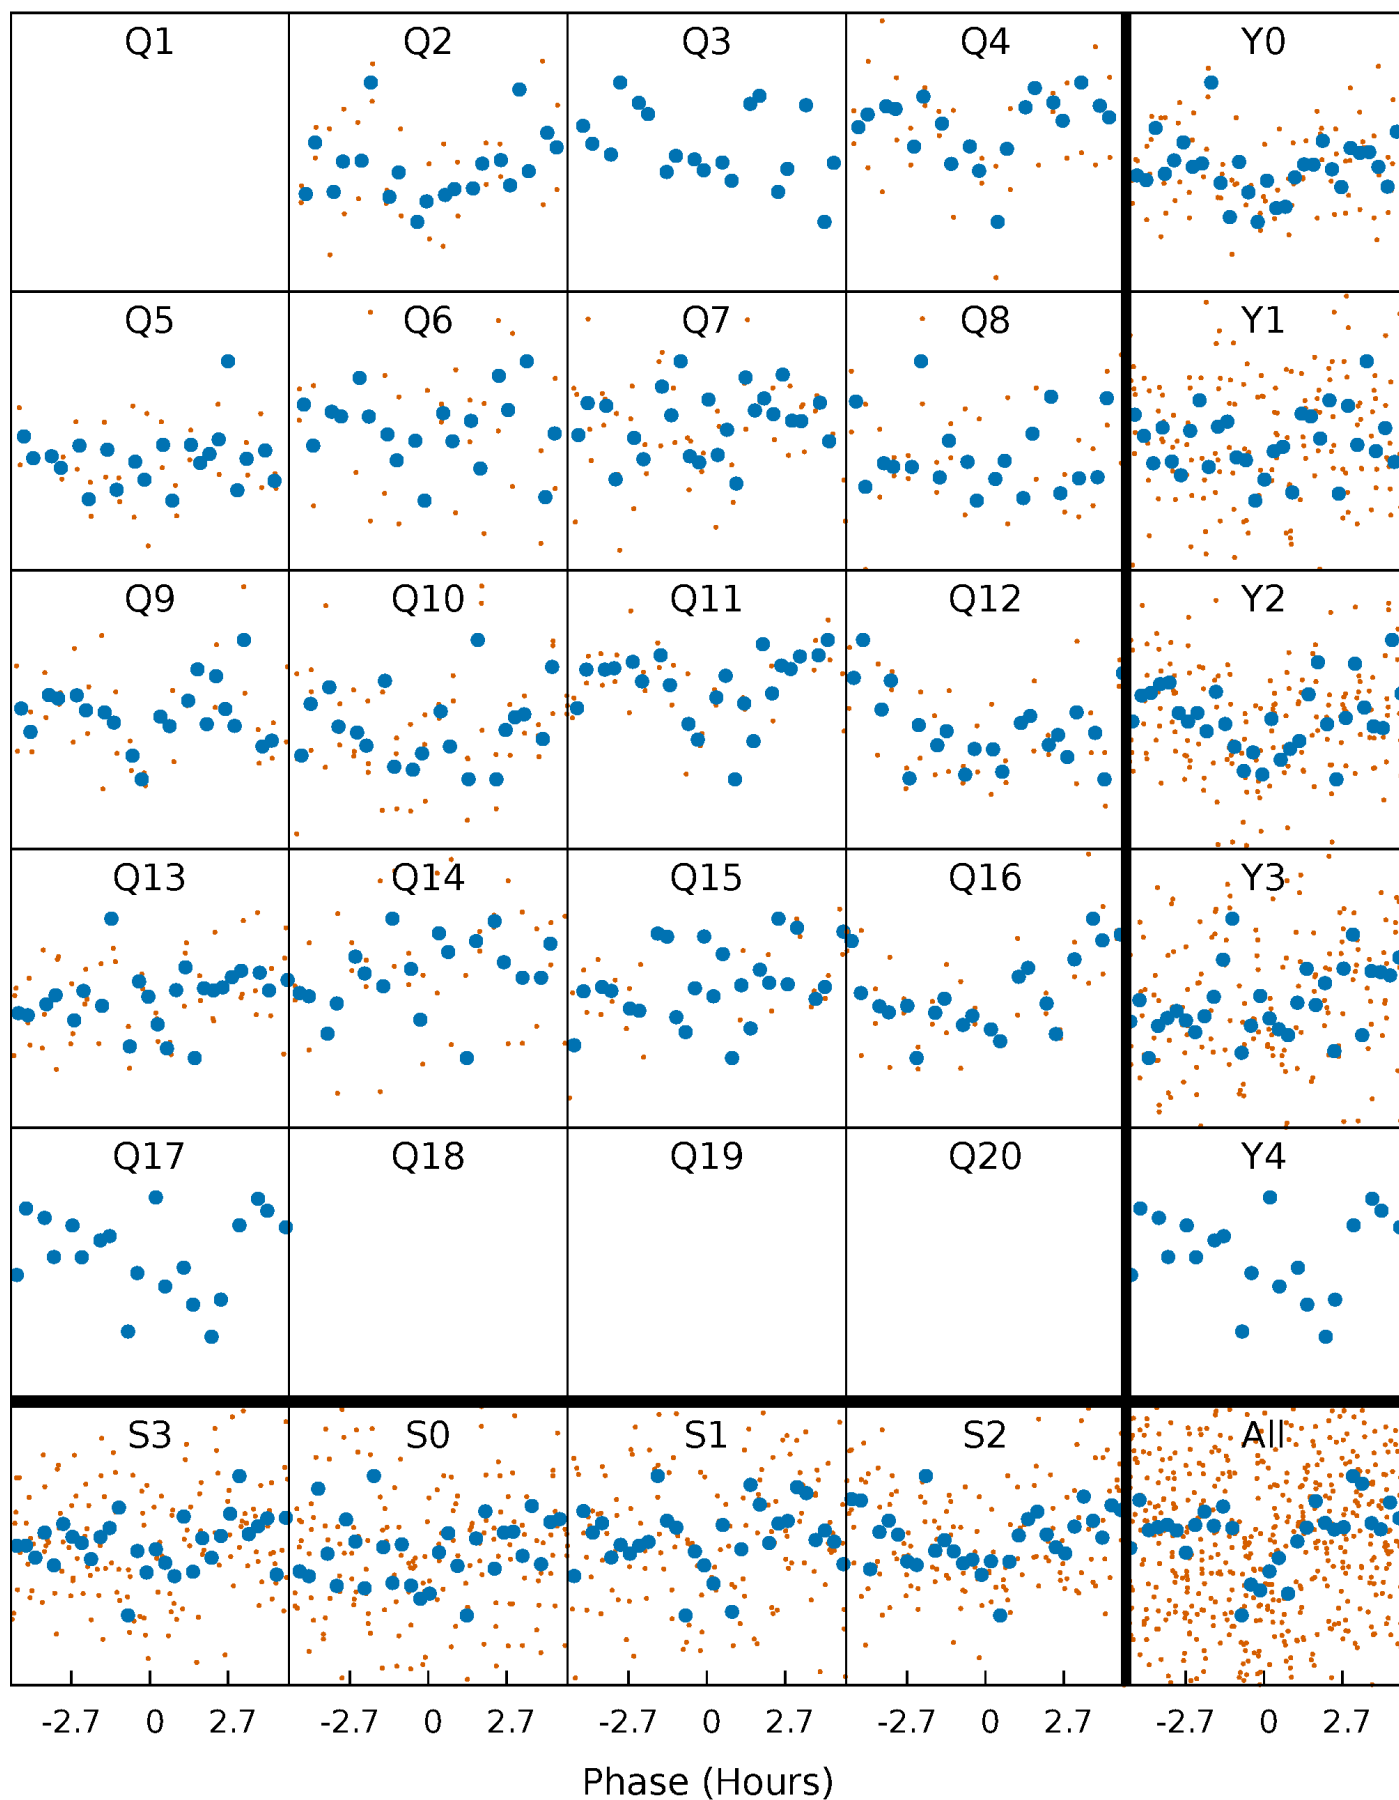 Q1 Q2 Q3 Q4 Y0
Q5 Q6 Q7 Q8 Y1
Q9 Q10 Q11 Q12 Y2
Q13 Q14 Q15 Q16 Y3
Q17 Q18 Q19 Q20 Y4
S3 S0 S1 S2 All
-2.7 0 2.7 -2.7 0 2.7 -2.7 0 2.7 -2.7 0 2.7 -2.7 0 2.7
Phase (Hours)